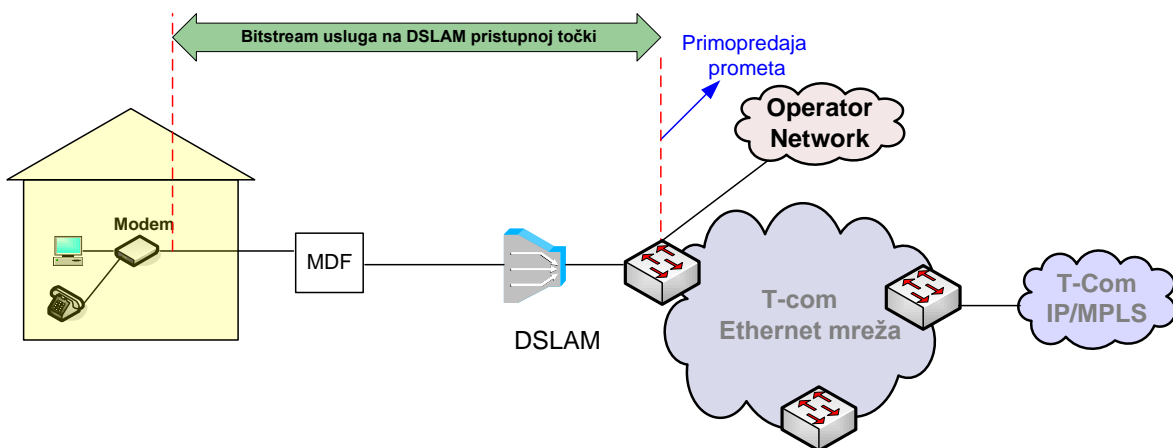 Bitstream usluga na DSLAM pristupnoj točki
Primopredaja
prometa
Operator
Network
Modem
MDF
DSLAM
T-com
Ethernet mreža
T-Com
IP/MPLS